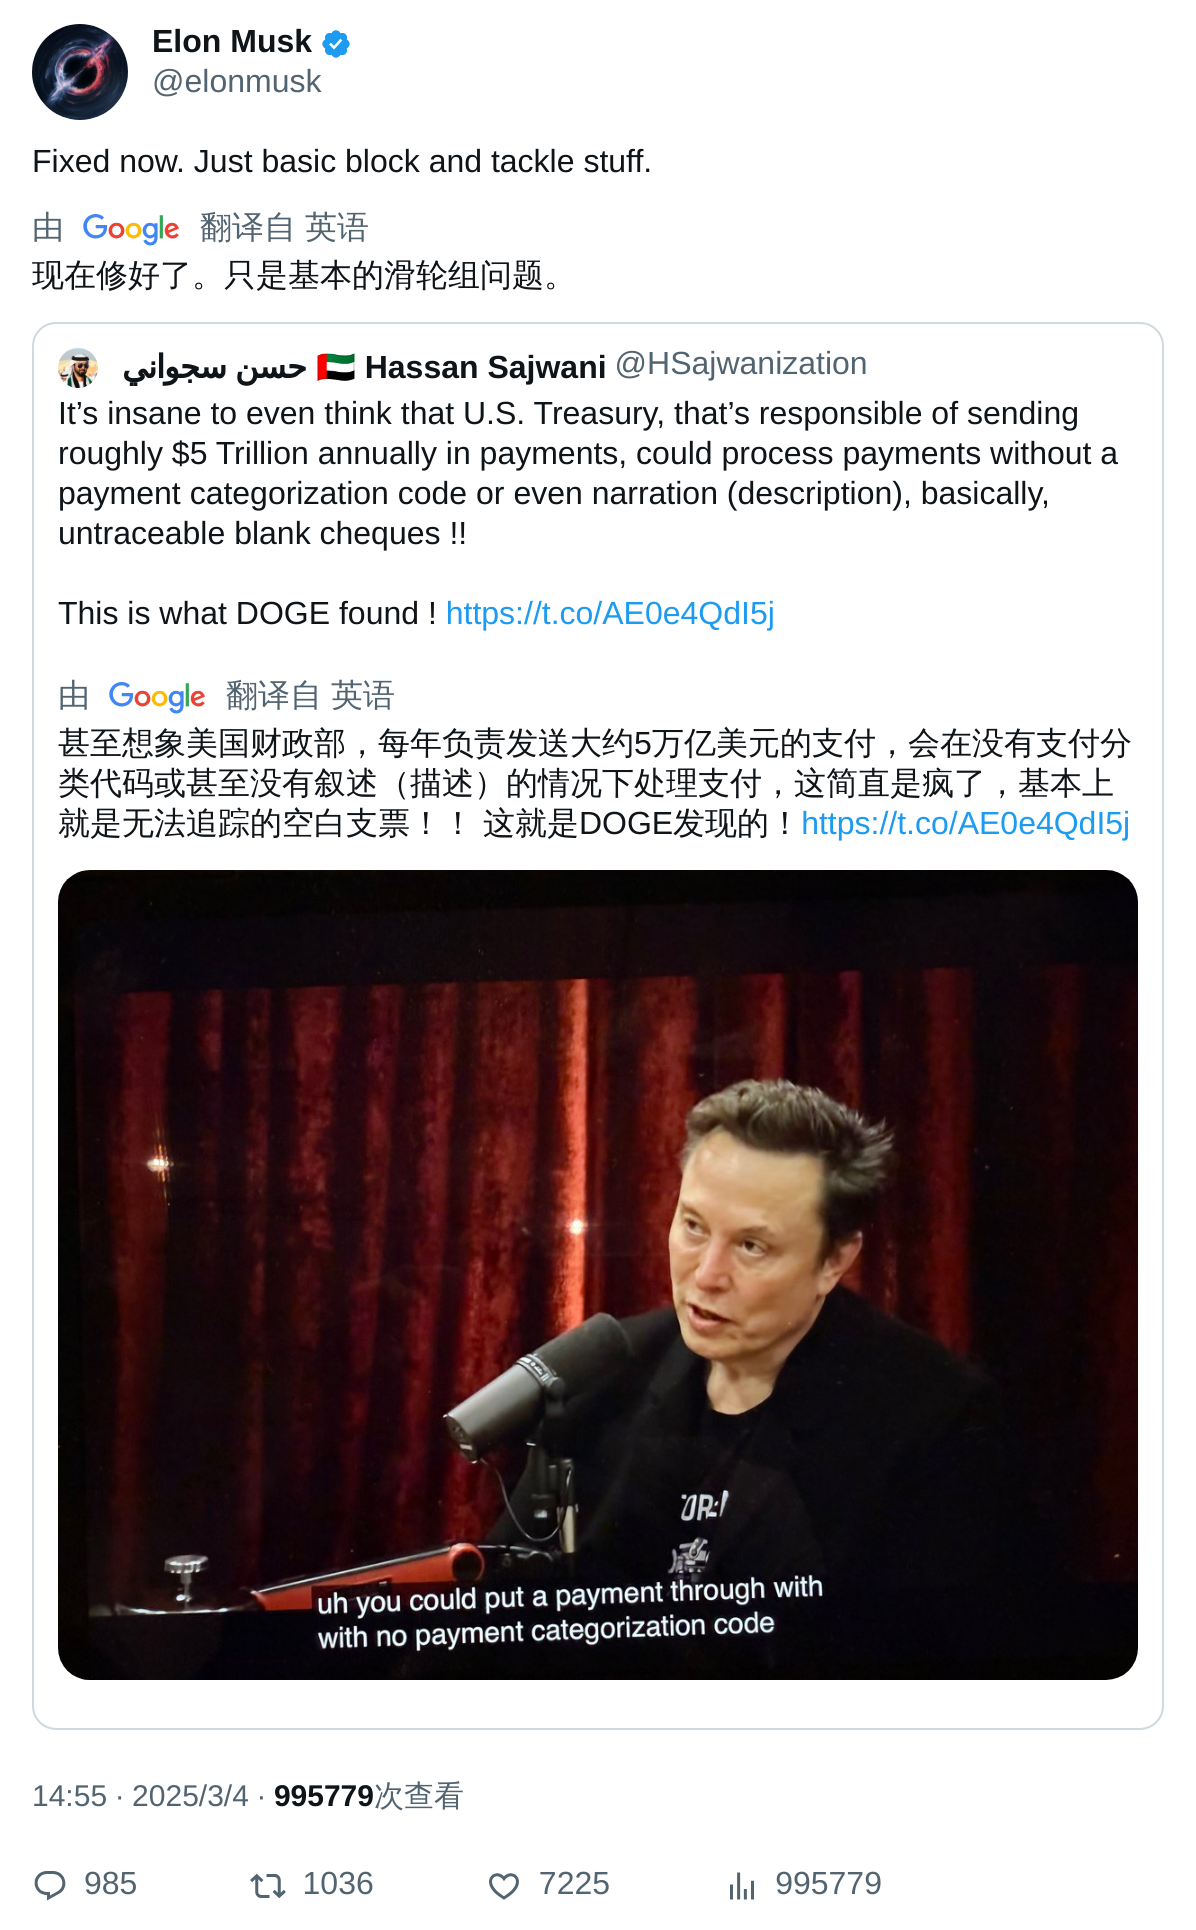 Elon Musk
@elonmusk
Fixed now. Just basic block and tackle stuff.
由 Google 翻译自 英语
现在修好了。只是基本的滑轮组问题。
حسن سجواني 🇦🇪 Hassan Sajwani @HSajwanization
It’s insane to even think that U.S. Treasury, that’s responsible of sending
roughly $5 Trillion annually in payments, could process payments without a
payment categorization code or even narration (description), basically,
untraceable blank cheques !!
This is what DOGE found ! https://t.co/AE0e4QdI5j
由 Google 翻译自 英语
甚至想象美国财政部，每年负责发送大约5万亿美元的支付，会在没有支付分
类代码或甚至没有叙述（描述）的情况下处理支付，这简直是疯了，基本上
就是无法追踪的空白支票！！ 这就是DOGE发现的！https://t.co/AE0e4QdI5j
uh you could put a payment through with
with no payment categorization code
14:55 · 2025/3/4 · 995779次查看
985 1036 7225 995779